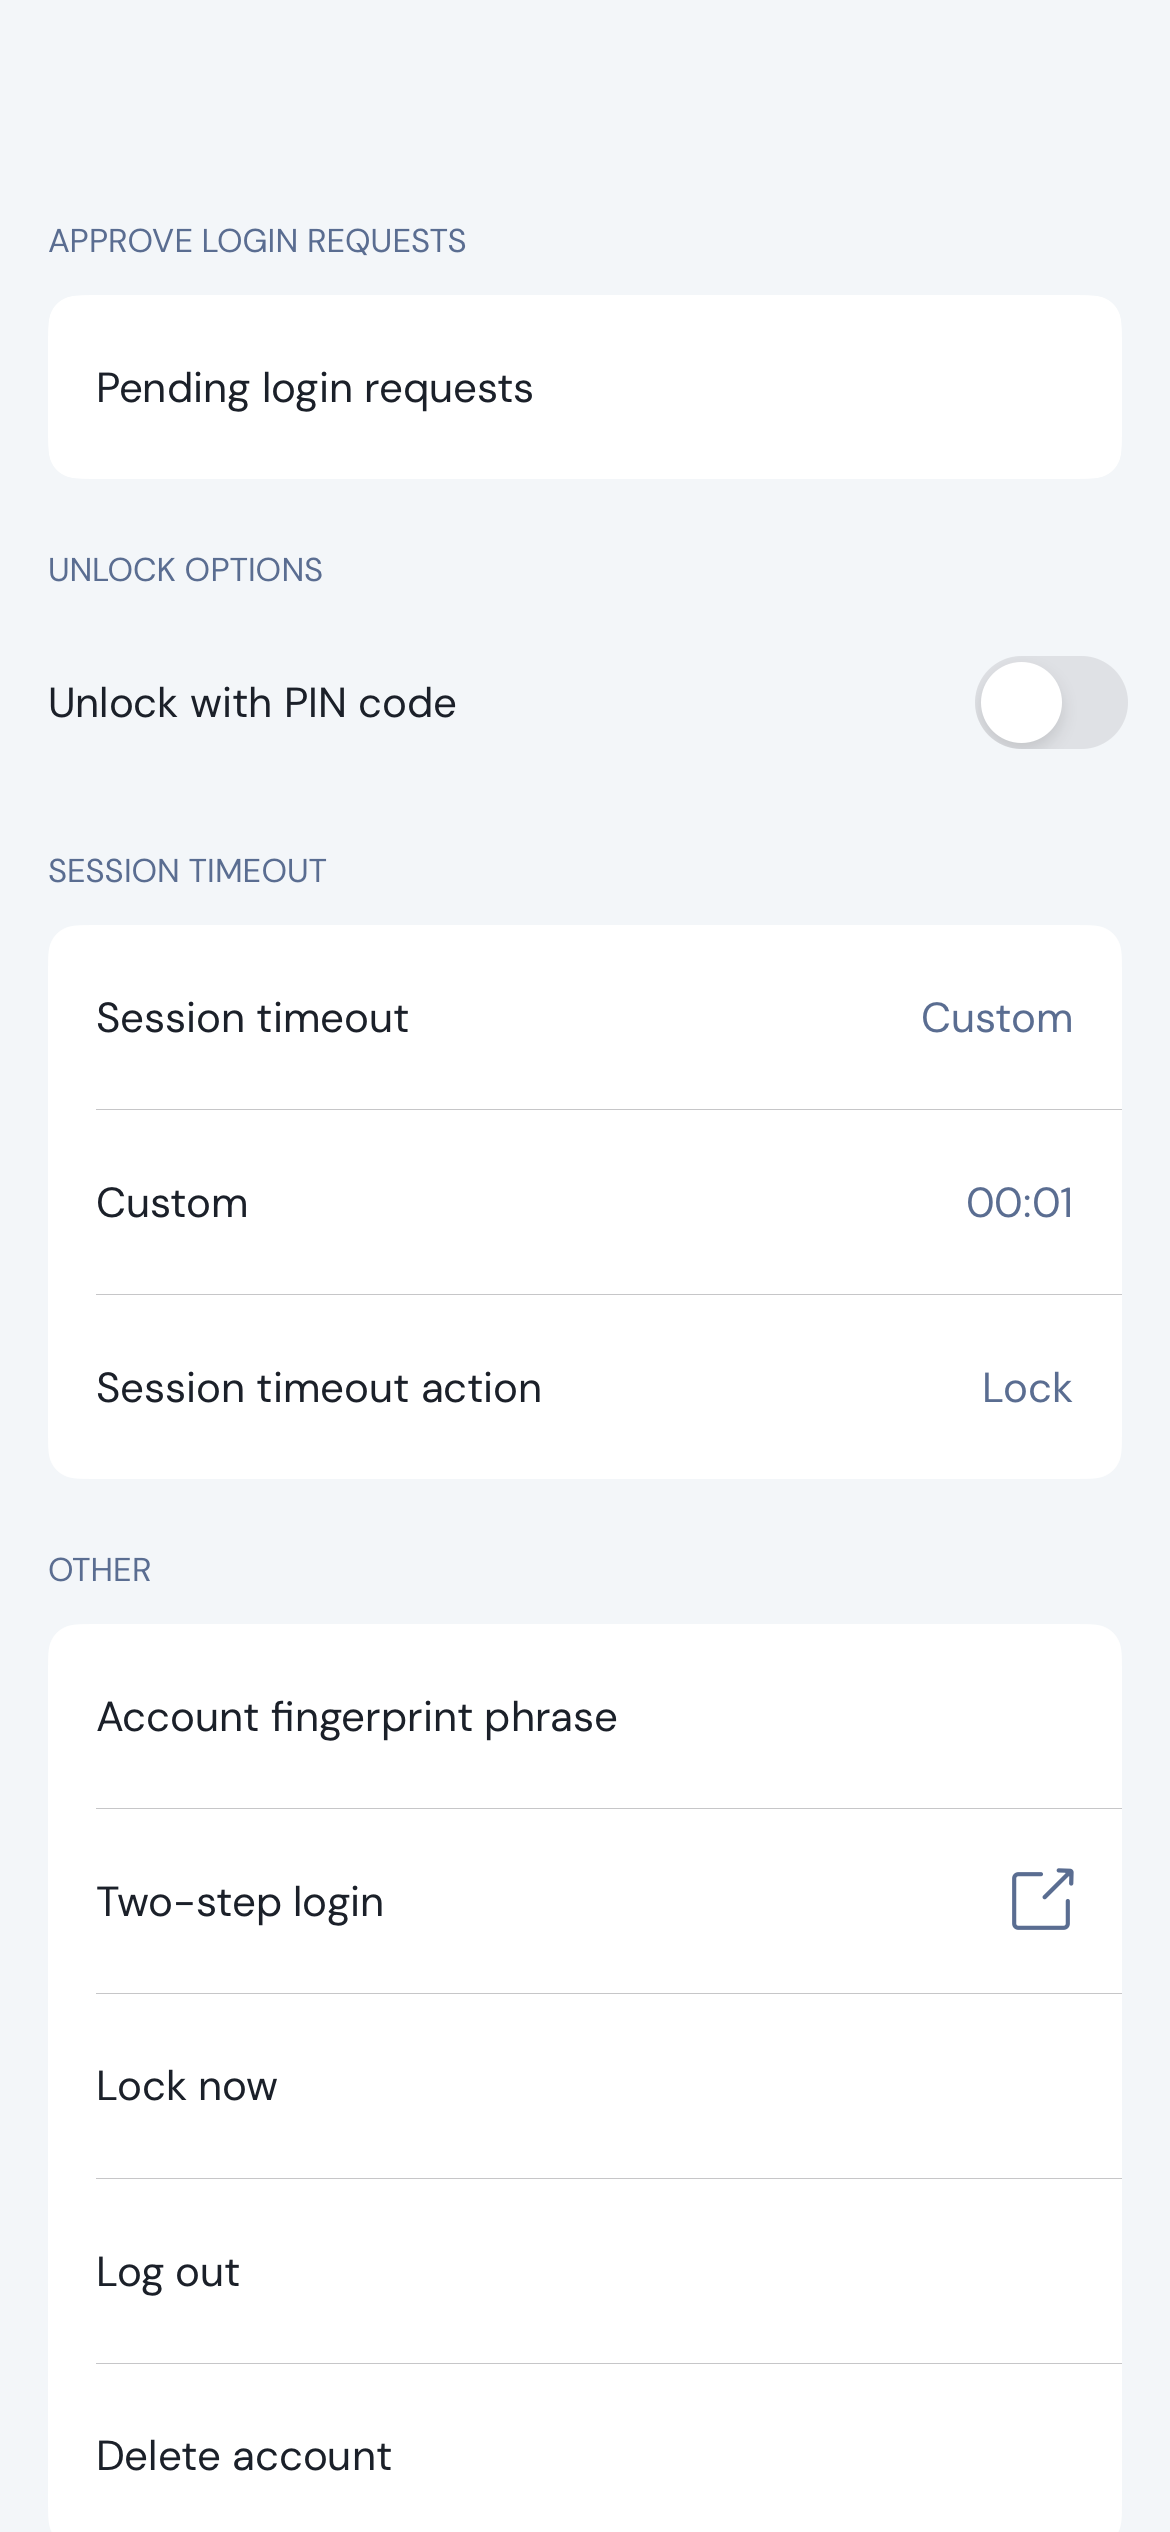 APPROVE LOGIN REQUESTS
Pending login requests
UNLOCK OPTIONS
Unlock with PIN code
SESSION TIMEOUT
Session timeout Custom
Custom 00:01
Session timeout action Lock
OTHER
Account fingerprint phrase
Two-step login
Lock now
Log out
Delete account